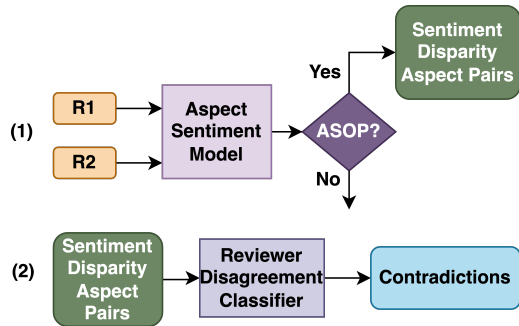 Sentiment
Disparity
Aspect Pairs
Yes
(1)
R1
R2
Aspect
Sentiment
Model
ASOP?
No
(2)
Sentiment
Disparity
Aspect
Pairs
Reviewer
Disagreement
Classifier
Contradictions